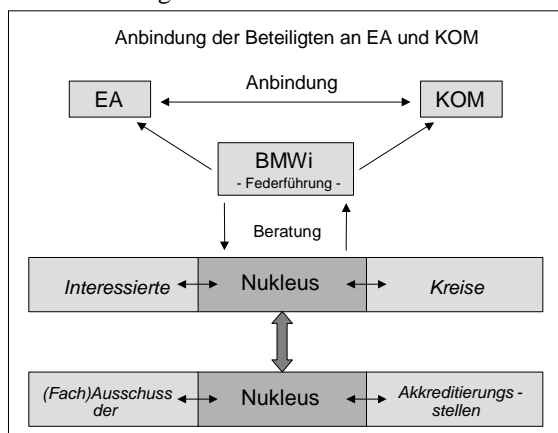 Anbindung der Beteiligten an EA und KOM
Anbindung
EA
KOM
BMWi
- Federführung -
Beratung
Interessierte Nukleus Kreise
(Fach)Ausschuss der
Nukleus
Akkreditierungs -
stellen